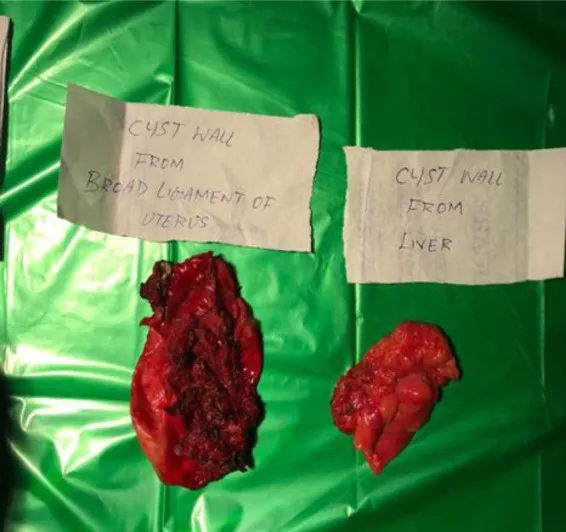 CYST WALL
FROM
BROAD LIGAMENT OF
UTERUS
CYST WALL
FROM
LIVER